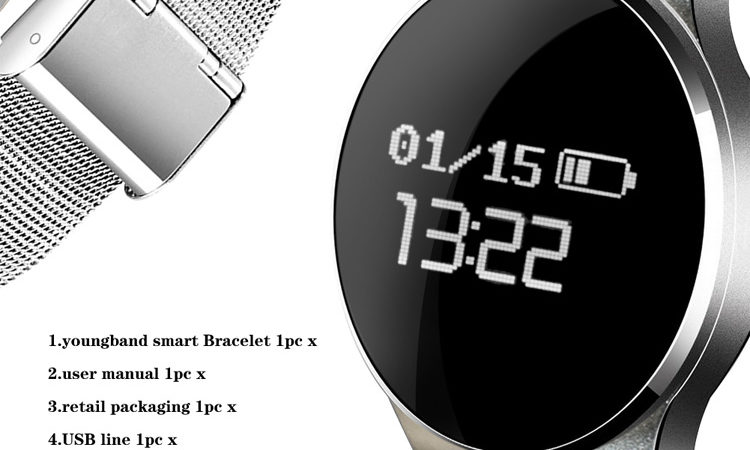 01/15
13:22
1.youngband smart Bracelet 1pc x
2.user manual 1pc x
3.retail packaging 1pc x
4.USB line 1pc x